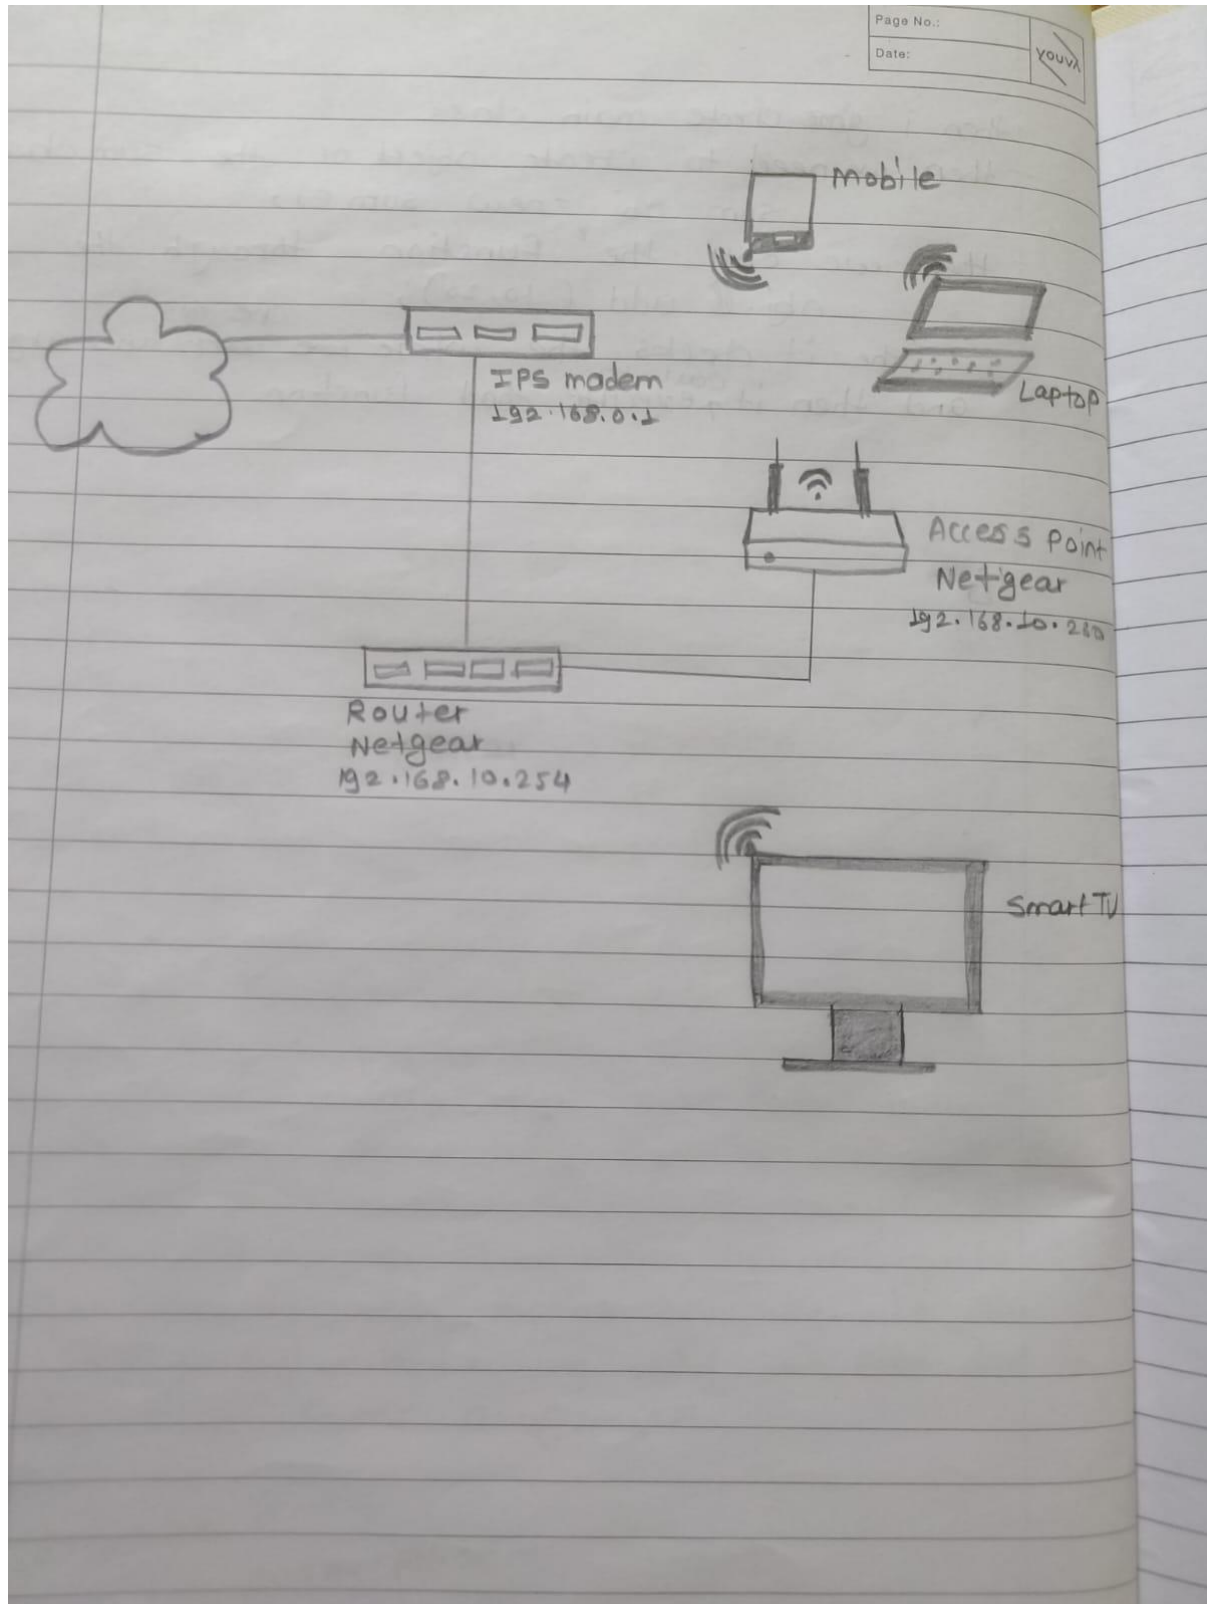 Page No.:
Date:
youva
mobile
Laptop
IPS modem
192.168.0.1
Access point
Netgear
192.168.10.250
Router
Netgear
192.168.10.254
Smart TV